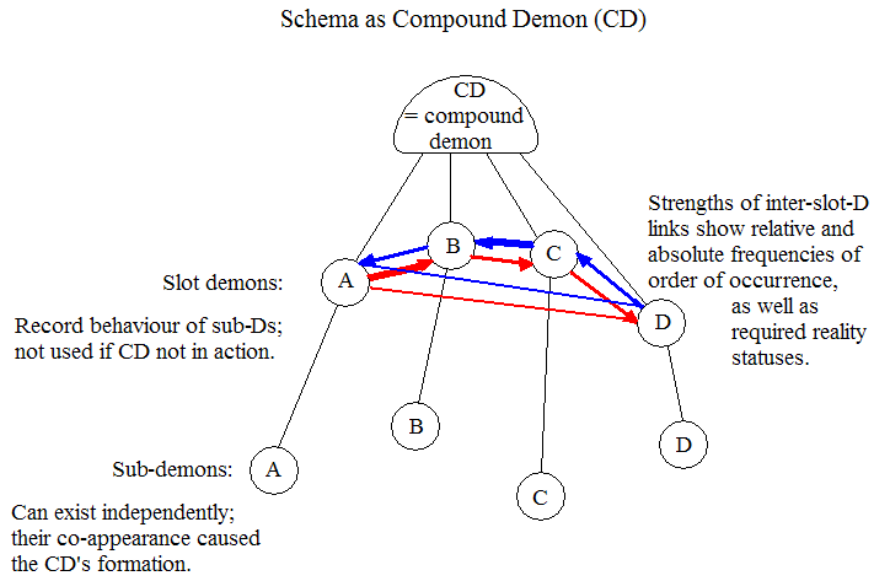 Schema as Compound Demon (CD)
CD
= compound
demon
Strengths of inter-slot-D
links show relative and
absolute frequencies of
order of occurrence,
as well as
required reality
statuses.
B
C
A
D
Slot demons:
Record behaviour of sub-Ds;
not used if CD not in action.
B
D
A
C
Sub-demons:
Can exist independently;
their co-appearance caused
the CD's formation.